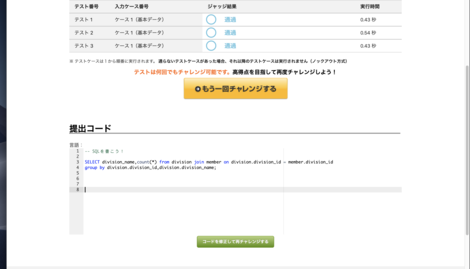 テスト番号 入力ケース番号 ジャッジ結果 実行時間
テスト 1 ケース 1（基本データ） 通過 0.43 秒
テスト 2 ケース 1（基本データ） 通過 0.54 秒
テスト 3 ケース 1（基本データ） 通過 0.43 秒
※ テストケースは 1 から順番に実行されます。通らないテストケースがあった場合、それ以降のテストケースは実行されません（ノックアウト方式）
テストは何回でもチャレンジ可能です。高得点を目指して再度チャレンジしよう！
もう一回チャレンジする
提出コード
言語：
1 -- SQLを書こう！
2
3 SELECT division_name,count(*) from division join member on division.division_id = member.division_id
4 group by division.division_id,division.division_name;
5
6
7
8
コードを提出して再チャレンジする